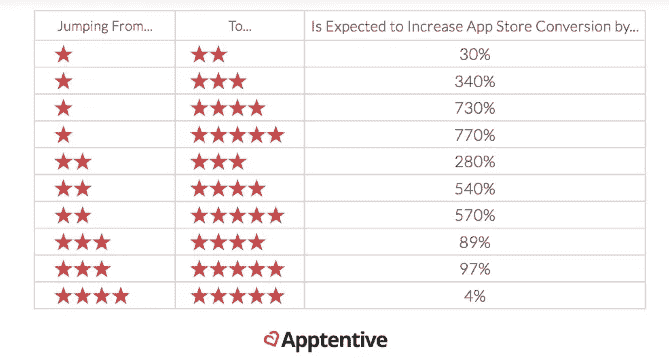 Jumping From... To... Is Expected to Increase App Store Conversion by...
★ ★★ 30%
★ ★★★ 340%
★ ★★★★ 730%
★ ★★★★★ 770%
★★ ★★★ 280%
★★ ★★★★ 540%
★★ ★★★★★ 570%
★★★ ★★★★ 89%
★★★ ★★★★★ 97%
★★★★ ★★★★★ 4%
Apptentive